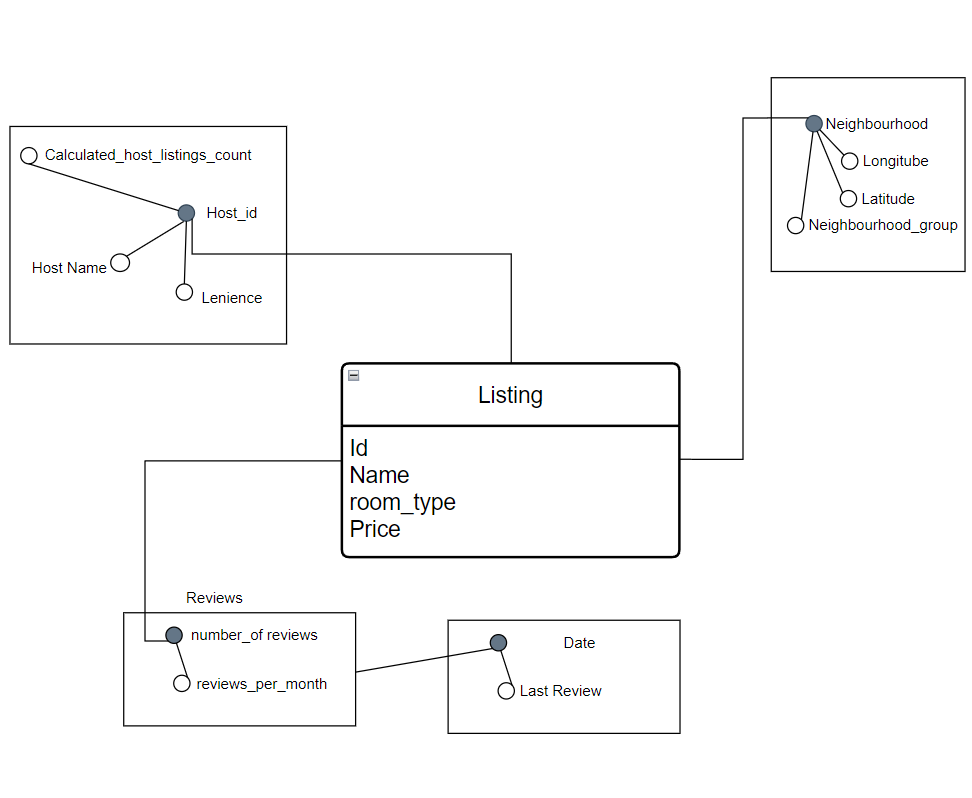 Neighbourhood
Longitube
Latitude
Neighbourhood_group
Calculated_host_listings_count
Host_id
Host Name
Lenience
Listing
Id
Name
room_type
Price
Reviews
number_of reviews
reviews_per_month
Date
Last Review